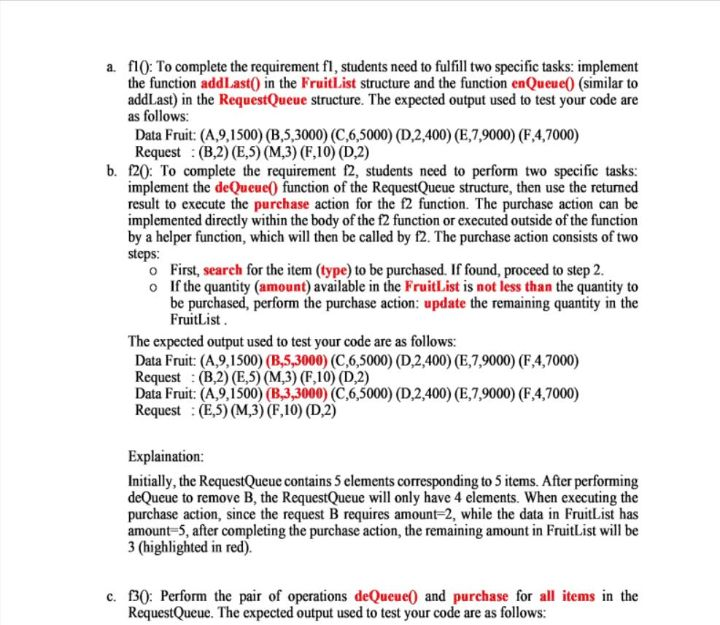 a. f1(): To complete the requirement f1, students need to fulfill two specific tasks: implement
the function addLast() in the FruitList structure and the function enQueue() (similar to
addLast) in the RequestQueue structure. The expected output used to test your code are
as follows:
Data Fruit: (A,9,1500) (B,5,3000) (C,6,5000) (D,2,400) (E,7,9000) (F,4,7000)
Request : (B,2) (E,5) (M,3) (F,10) (D,2)
b. f2(): To complete the requirement f2, students need to perform two specific tasks:
implement the deQueue() function of the RequestQueue structure, then use the returned
result to execute the purchase action for the f2 function. The purchase action can be
implemented directly within the body of the f2 function or executed outside of the function
by a helper function, which will then be called by f2. The purchase action consists of two
steps:
o First, search for the item (type) to be purchased. If found, proceed to step 2.
o If the quantity (amount) available in the FruitList is not less than the quantity to
be purchased, perform the purchase action: update the remaining quantity in the
FruitList .
The expected output used to test your code are as follows:
Data Fruit: (A,9,1500) (B,5,3000) (C,6,5000) (D,2,400) (E,7,9000) (F,4,7000)
Request : (B,2) (E,5) (M,3) (F,10) (D,2)
Data Fruit: (A,9,1500) (B,3,3000) (C,6,5000) (D,2,400) (E,7,9000) (F,4,7000)
Request : (E,5) (M,3) (F,10) (D,2)
Explaination:
Initially, the RequestQueue contains 5 elements corresponding to 5 items. After performing
deQueue to remove B, the RequestQueue will only have 4 elements. When executing the
purchase action, since the request B requires amount=2, while the data in FruitList has
amount=5, after completing the purchase action, the remaining amount in FruitList will be
3 (highlighted in red).
c. f3(): Perform the pair of operations deQueue() and purchase for all items in the
RequestQueue. The expected output used to test your code are as follows: